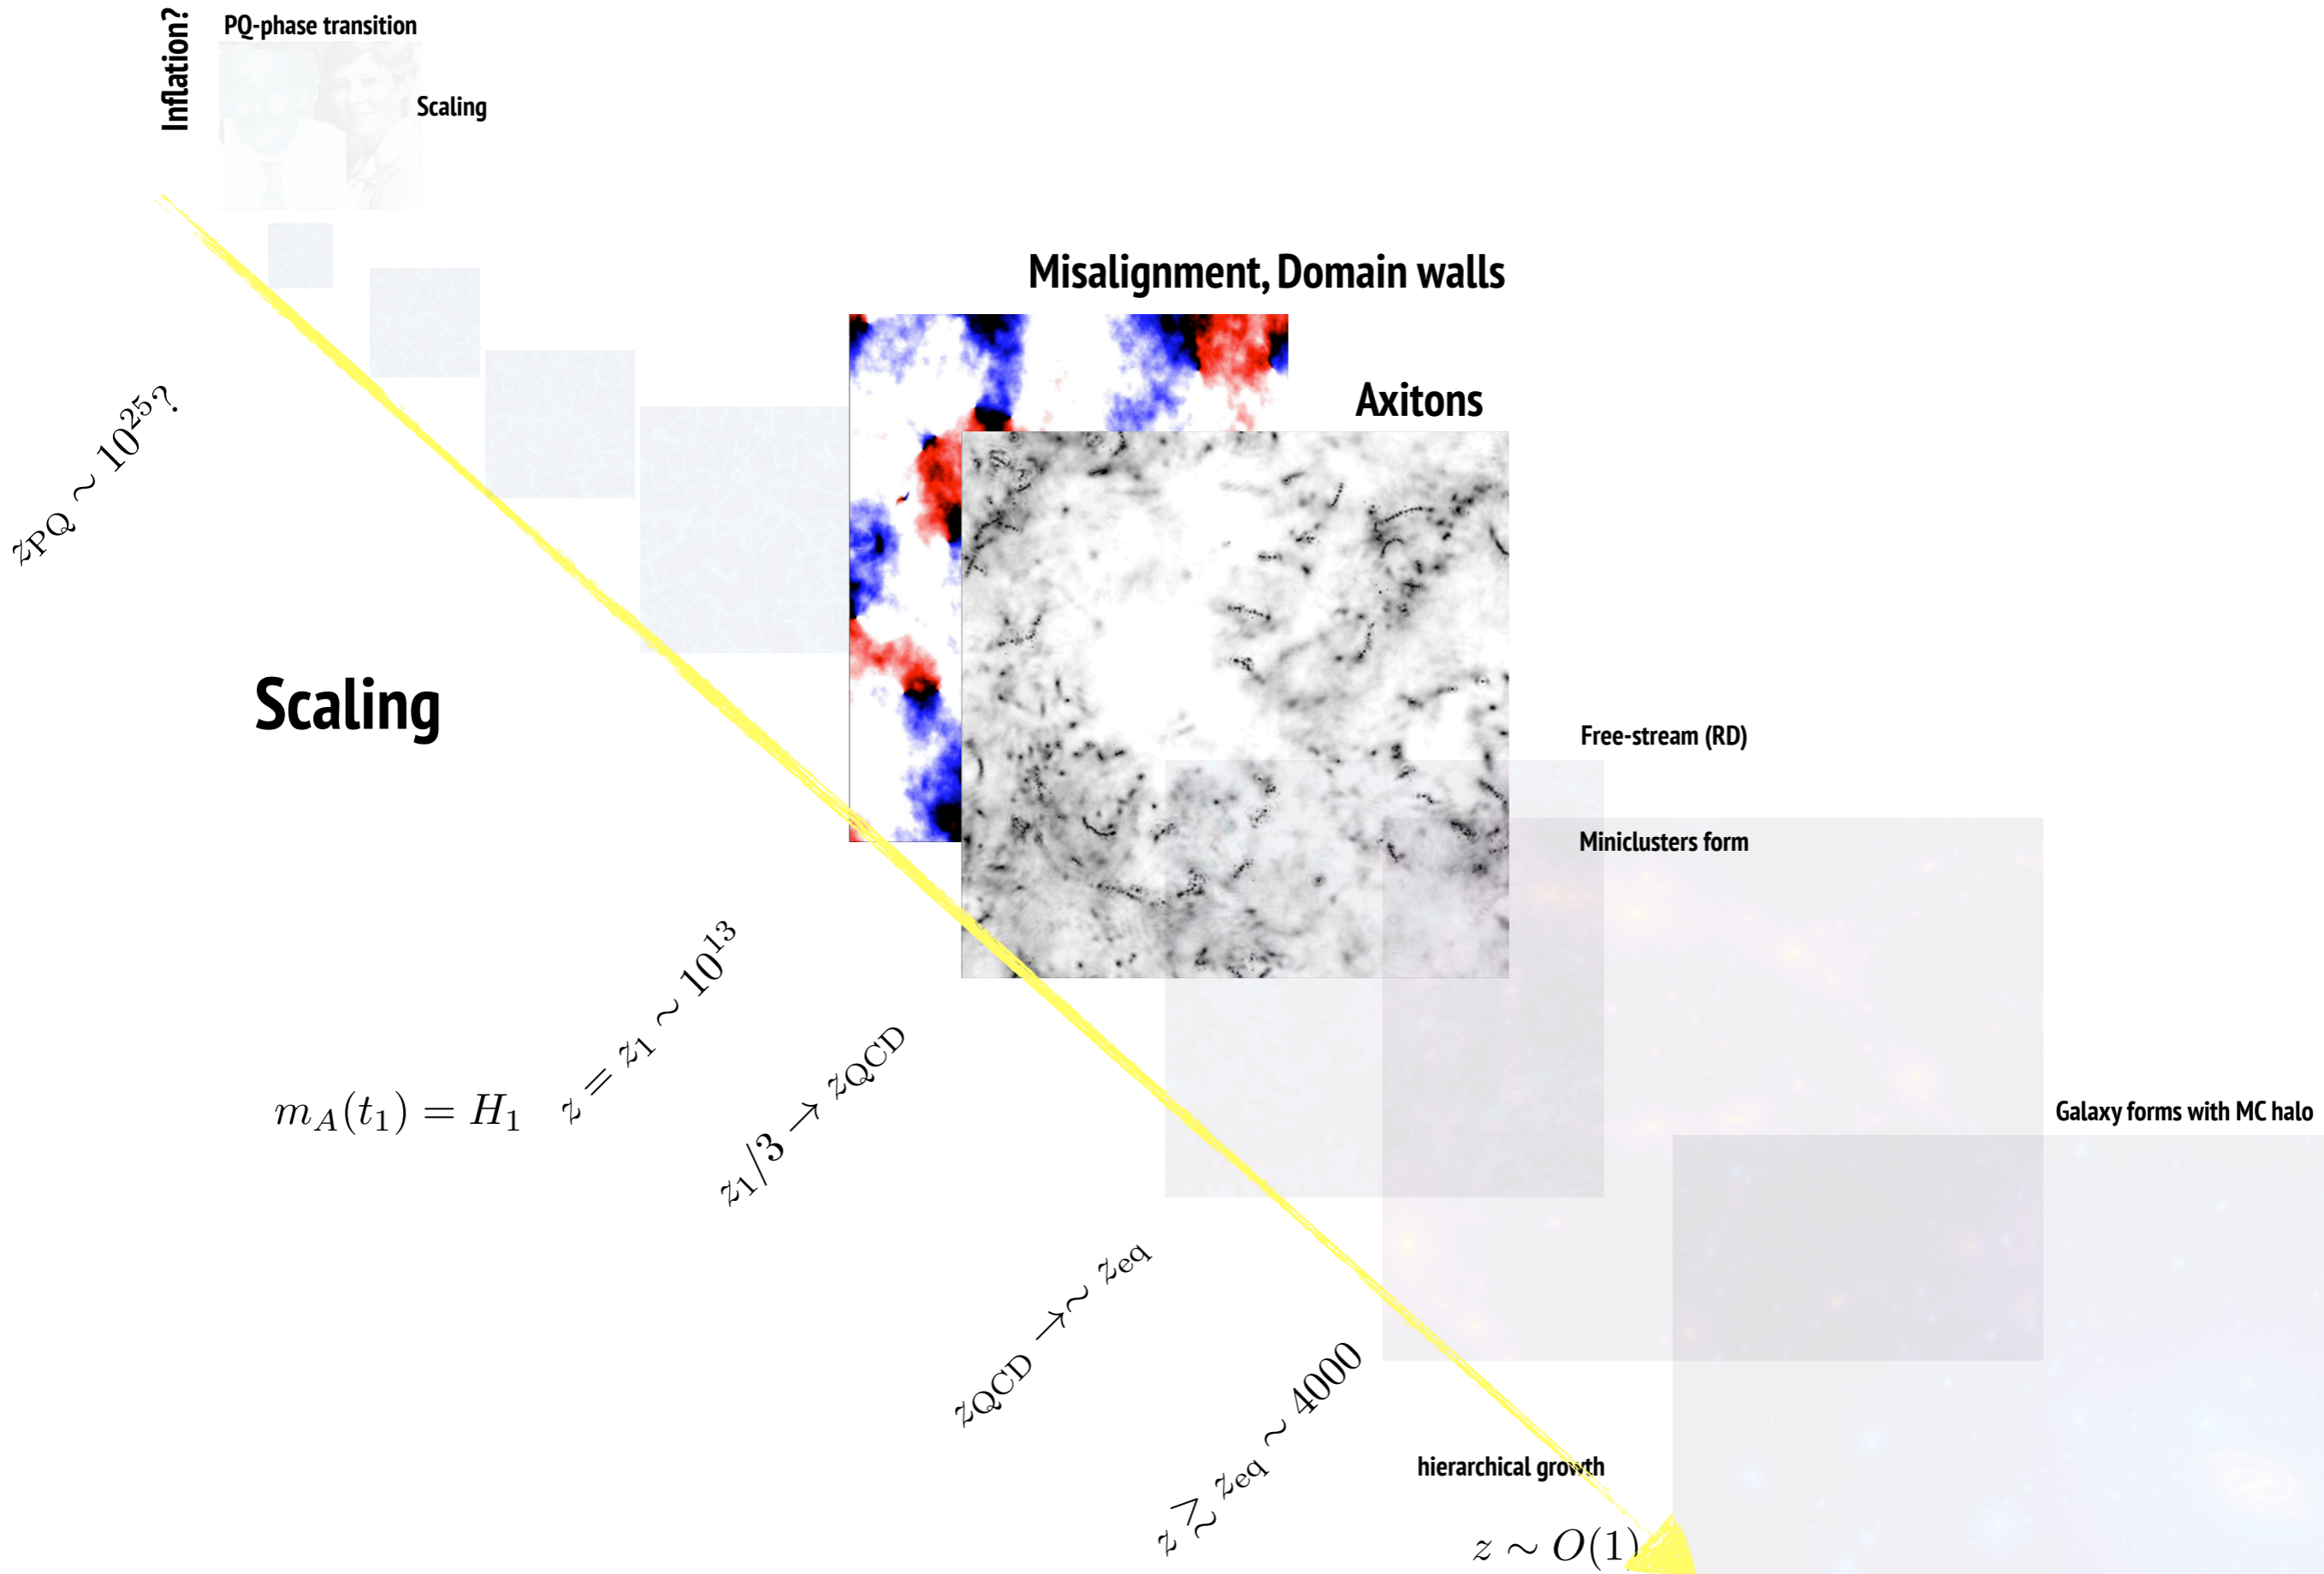 Inflation?
PQ-phase transition
Scaling
Misalignment, Domain walls
Axitons
z_PQ ~ 10^25?
Scaling
Free-stream (RD)
Miniclusters form
m_A(t_1) = H_1
z = z_1 ~ 10^13
z_1/3 → z_QCD
Galaxy forms with MC halo
z_QCD →~ z_eq
z ≳ z_eq ~ 4000
hierarchical growth
z ~ O(1)